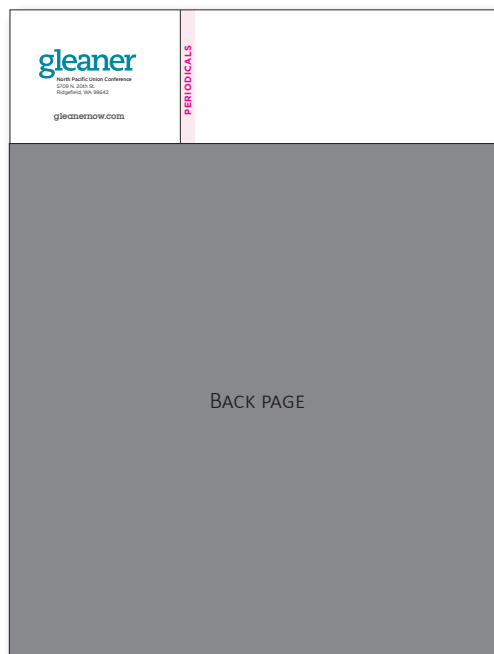 gleaner
North Pacific Union Conference
5709 N. 20th St.
Ridgefield, WA 98642
gleanernow.com
PERIODICALS
BACK PAGE